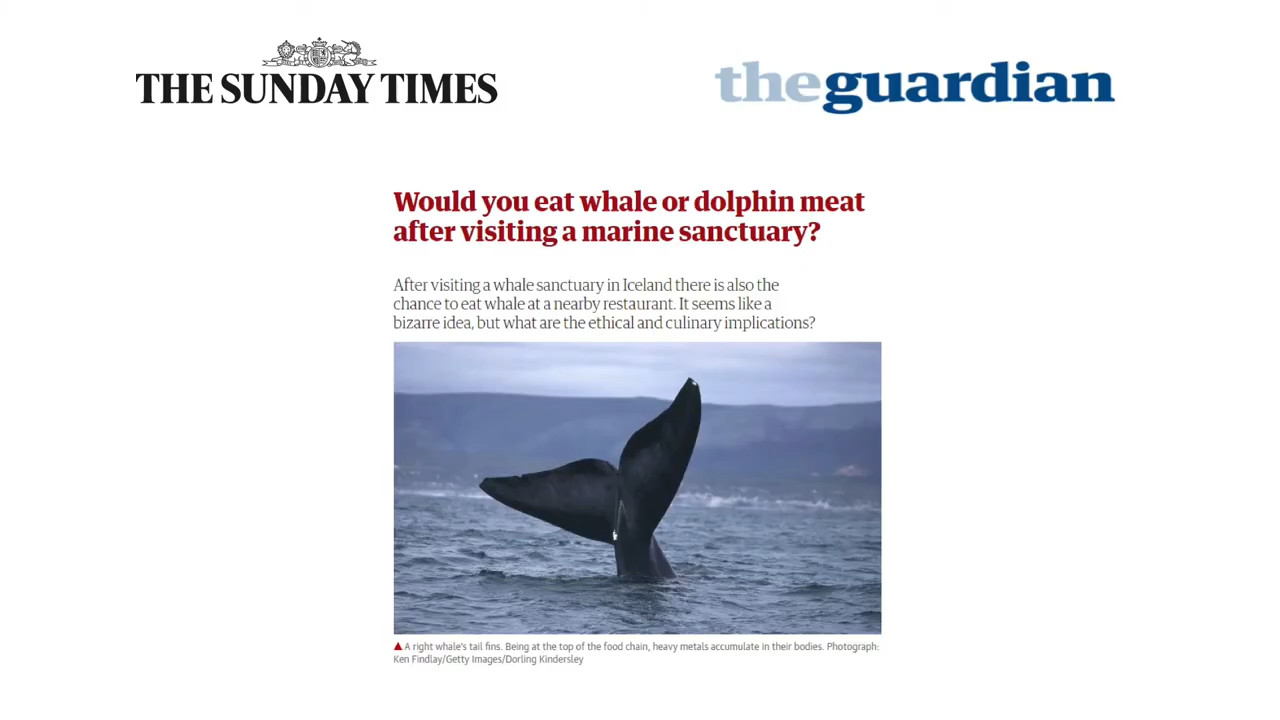 THE SUNDAY TIMES
theguardian
Would you eat whale or dolphin meat
after visiting a marine sanctuary?
After visiting a whale sanctuary in Iceland there is also the
chance to eat whale at a nearby restaurant. It seems like a
bizarre idea, but what are the ethical and culinary implications?
A right whale's tail fins. Being at the top of the food chain, heavy metals accumulate in their bodies. Photograph:
Ken Findlay/Getty Images/Dorling Kindersley